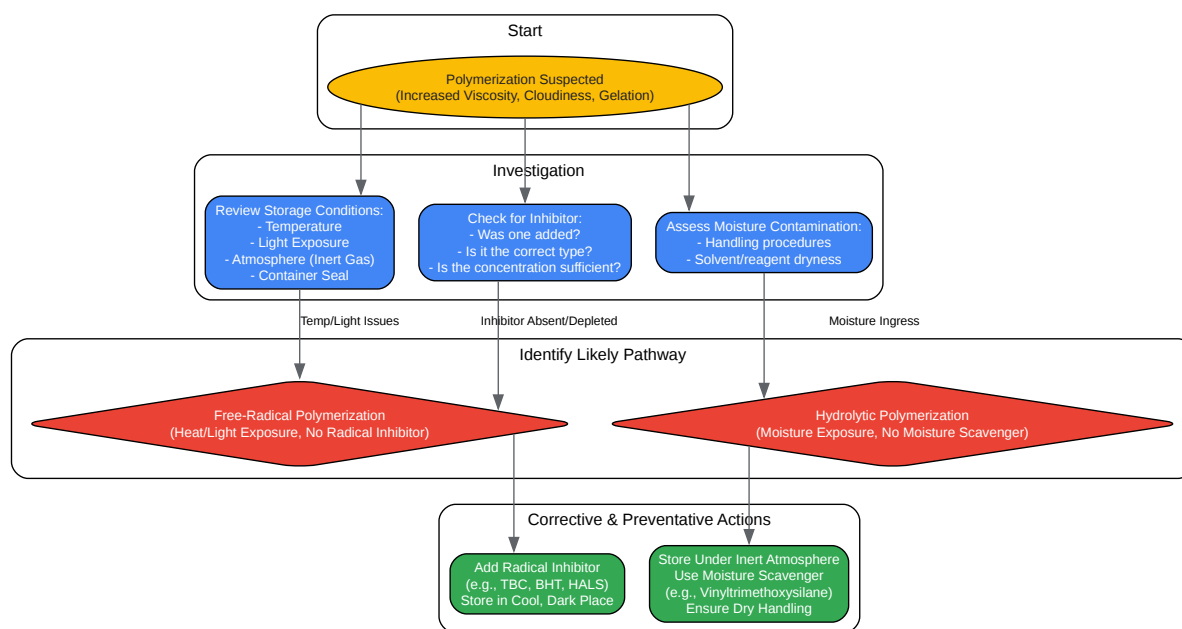 Start
Polymerization Suspected
(Increased Viscosity, Cloudiness, Gelation)
Investigation
Review Storage Conditions:
- Temperature
- Light Exposure
- Atmosphere (Inert Gas)
- Container Seal
Check for Inhibitor:
- Was one added?
- Is it the correct type?
- Is the concentration sufficient?
Assess Moisture Contamination:
- Handling procedures
- Solvent/reagent dryness
Temp/Light Issues
Inhibitor Absent/Depleted
Moisture Ingress
Identify Likely Pathway
Free-Radical Polymerization
(Heat/Light Exposure, No Radical Inhibitor)
Hydrolytic Polymerization
(Moisture Exposure, No Moisture Scavenger)
Corrective & Preventative Actions
Add Radical Inhibitor
(e.g., TBC, BHT, HALS)
Store in Cool, Dark Place
Store Under Inert Atmosphere
Use Moisture Scavenger
(e.g., Vinyltrimethoxysilane)
Ensure Dry Handling